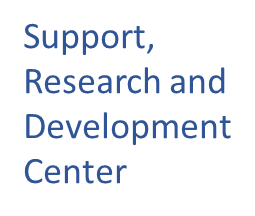 Support,
Research and
Development
Center